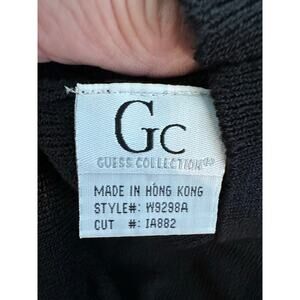 Gc
GUESS COLLECTION
MADE IN HONG KONG
STYLE#: W9298A
CUT #: IA882